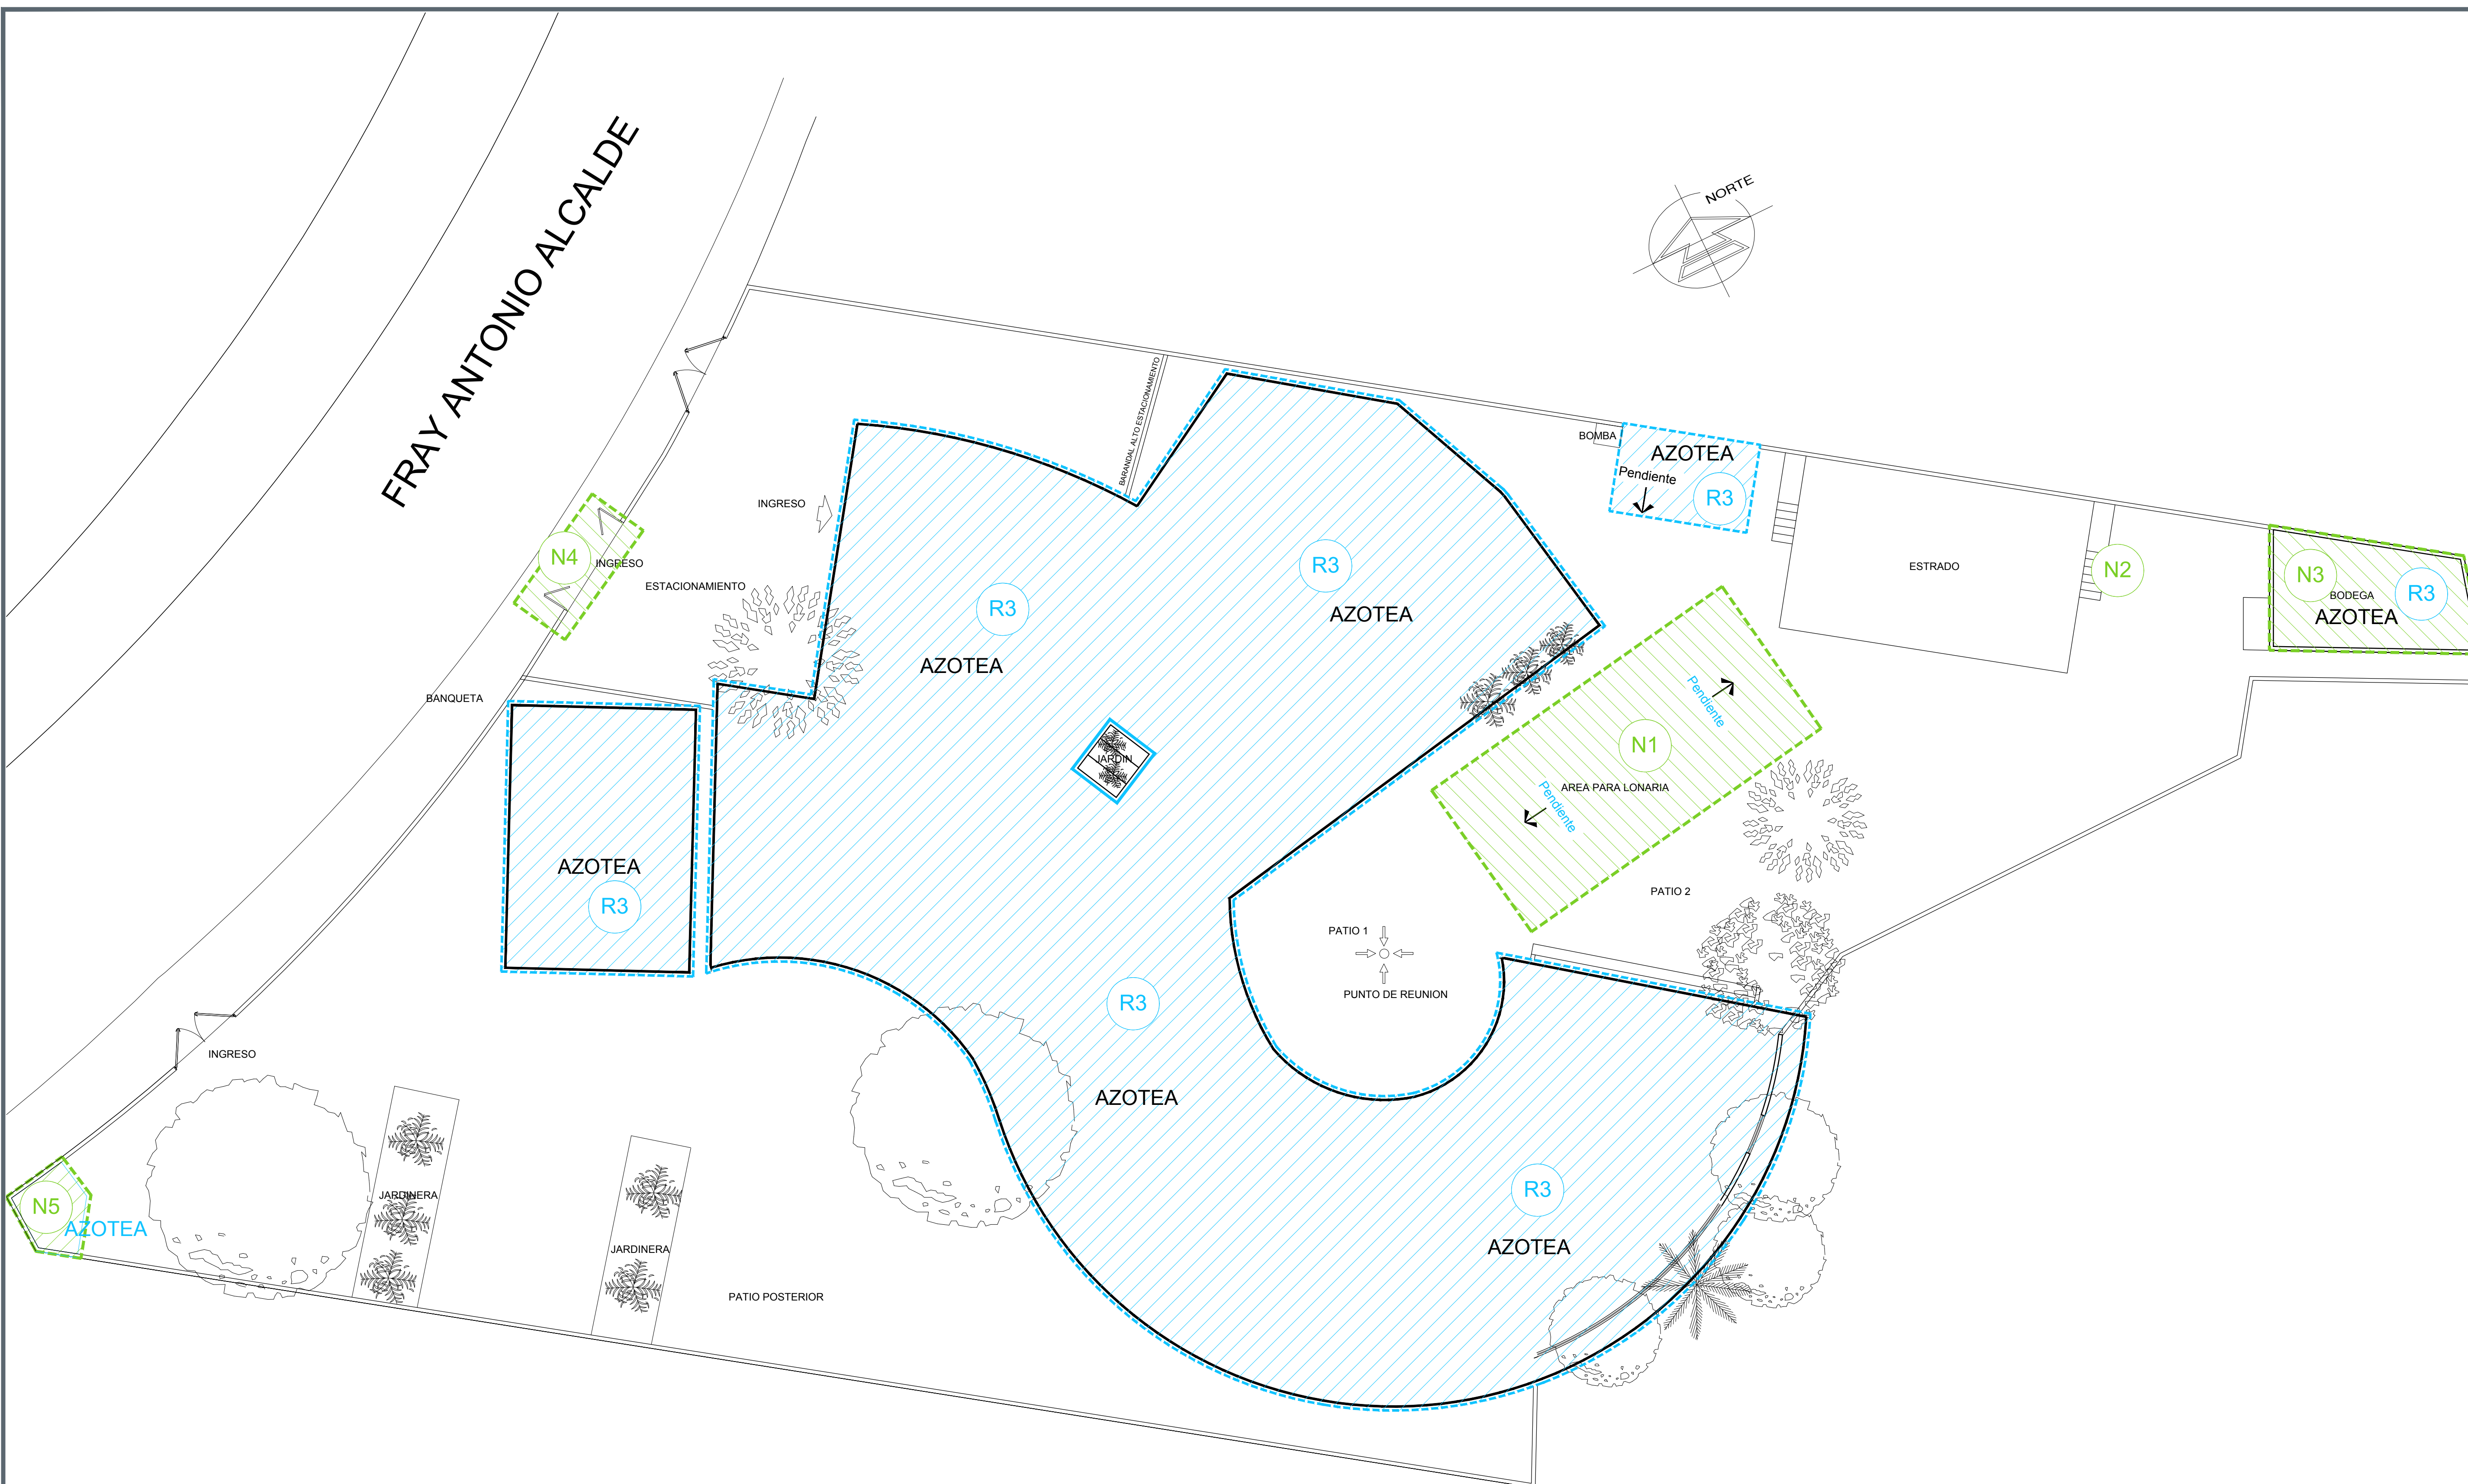 FRAY ANTONIO ALCALDE
NORTE
BARANDAL ALTO ESTACIONAMIENTO
BOMBA
AZOTEA
Pendiente
R3
INGRESO
N4
INGRESO
ESTACIONAMIENTO
R3
AZOTEA
R3
AZOTEA
ESTRADO
N2
N3
R3
BODEGA
AZOTEA
BANQUETA
JARDIN
Pendiente
N1
AREA PARA LONARIA
Pendiente
AZOTEA
R3
PATIO 2
PATIO 1
PUNTO DE REUNION
R3
AZOTEA
INGRESO
N5
AZOTEA
JARDINERA
JARDINERA
PATIO POSTERIOR
R3
AZOTEA